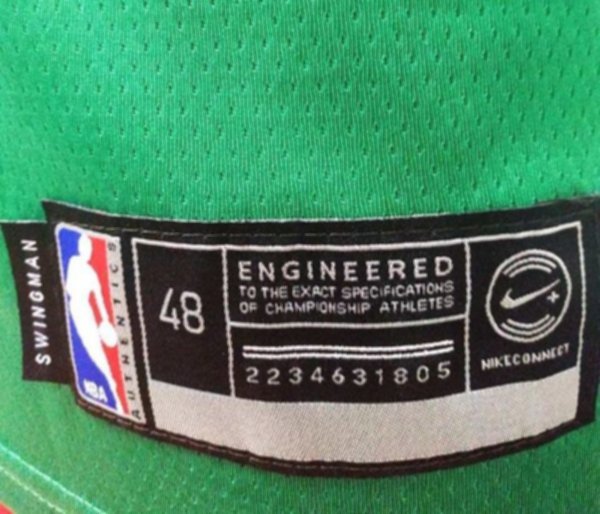 SWINGMAN
NBA
AUTHENTICS
48
ENGINEERED
TO THE EXACT SPECIFICATIONS
OF CHAMPIONSHIP ATHLETES
2234631805
NIKECONNECT